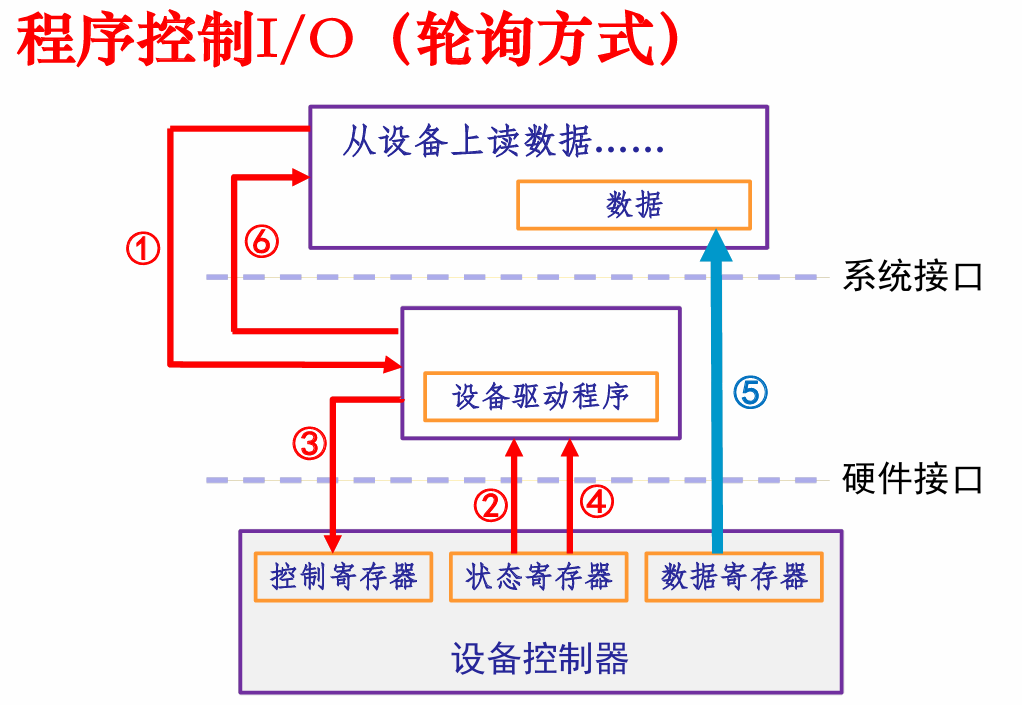 程序控制I/O（轮询方式）
从设备上读数据……
数据
①
⑥
系统接口
设备驱动程序
⑤
③
硬件接口
②
④
控制寄存器
状态寄存器
数据寄存器
设备控制器